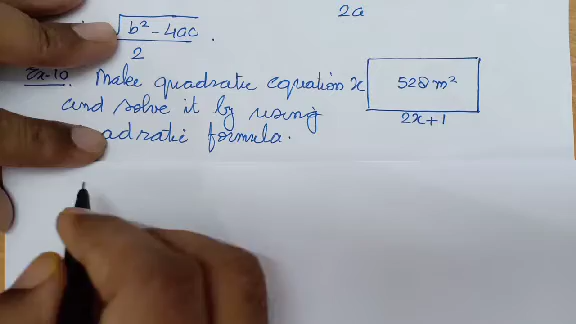 2a
√b² - 4ac .
2
Ex-10. Make quadratic equation x 528 m²
and solve it by using 2x+1
adratic formula.